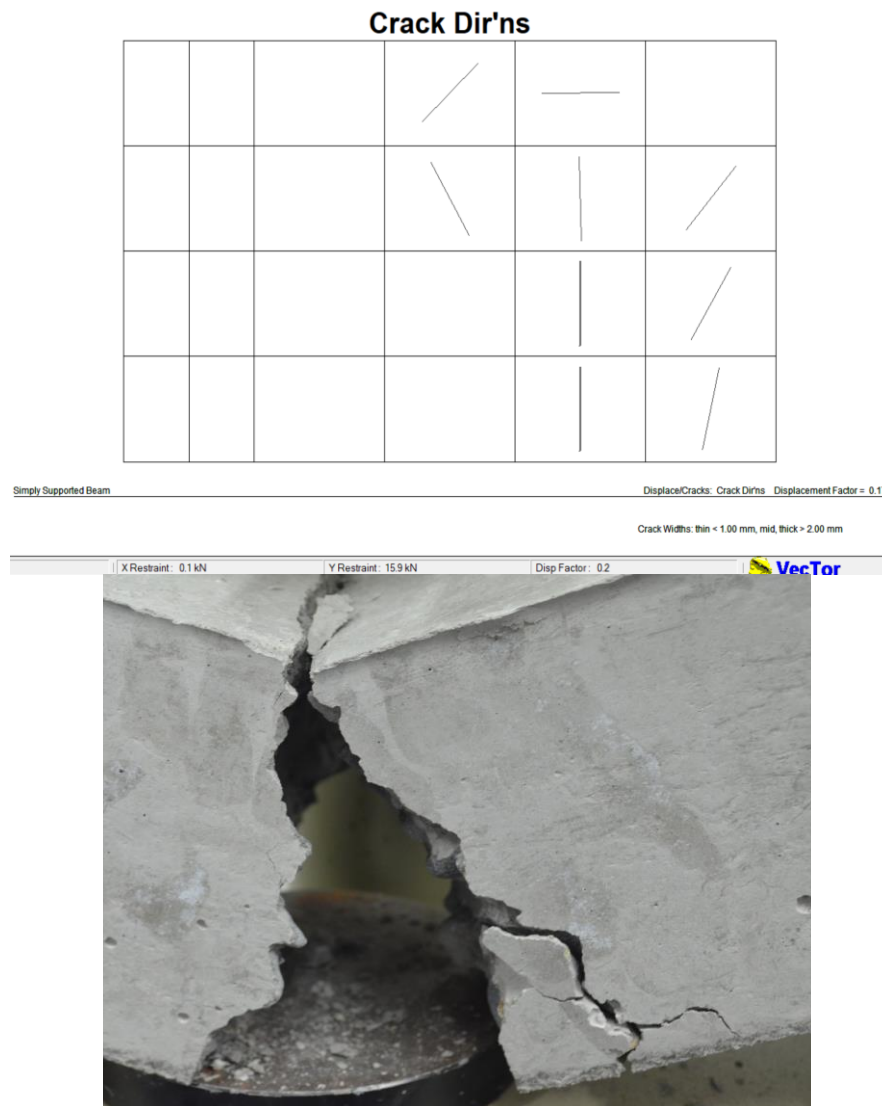 Crack Dir'ns
Simply Supported Beam
Displace/Cracks: Crack Dir'ns Displacement Factor = 0.1
Crack Widths: thin < 1.00 mm, mid, thick > 2.00 mm
X Restraint: 0.1 kN
Y Restraint: 15.9 kN
Disp Factor: 0.2
VecTor